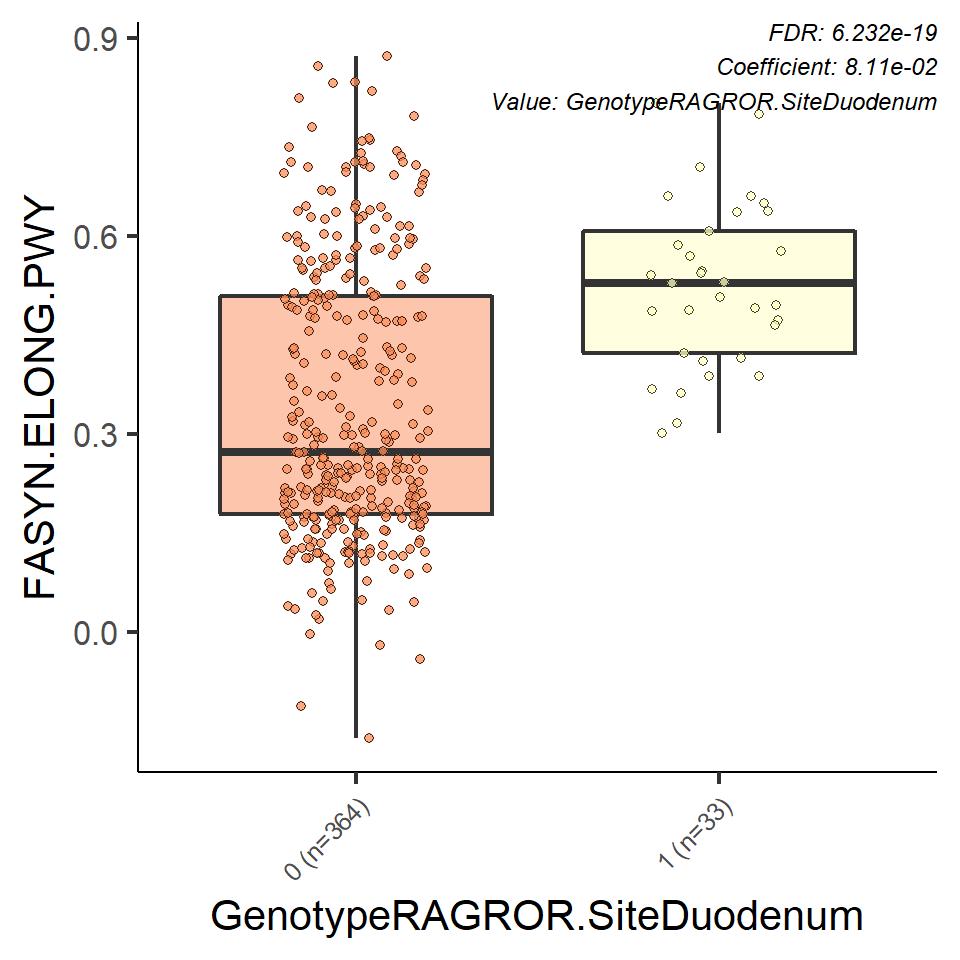 FDR: 6.232e-19
Coefficient: 8.11e-02
Value: GenotypeRAGROR.SiteDuodenum
FASYN.ELONG.PWY
0.9
0.6
0.3
0.0
0 (n=364)
1 (n=33)
GenotypeRAGROR.SiteDuodenum